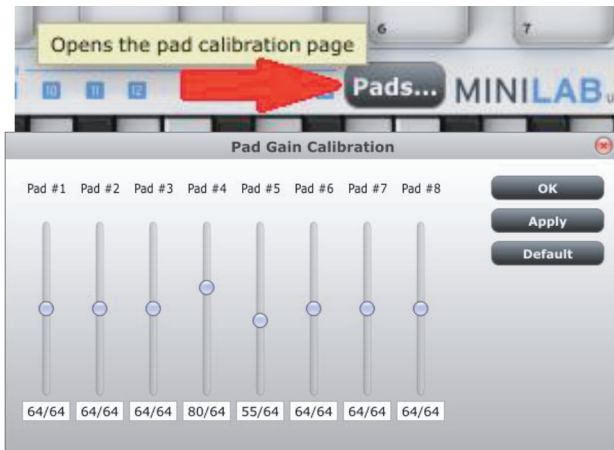 6 7
Opens the pad calibration page
10 11 12 Pads... MINILAB
Pad Gain Calibration
Pad #1 Pad #2 Pad #3 Pad #4 Pad #5 Pad #6 Pad #7 Pad #8
OK
Apply
Default
64/64 64/64 64/64 80/64 55/64 64/64 64/64 64/64